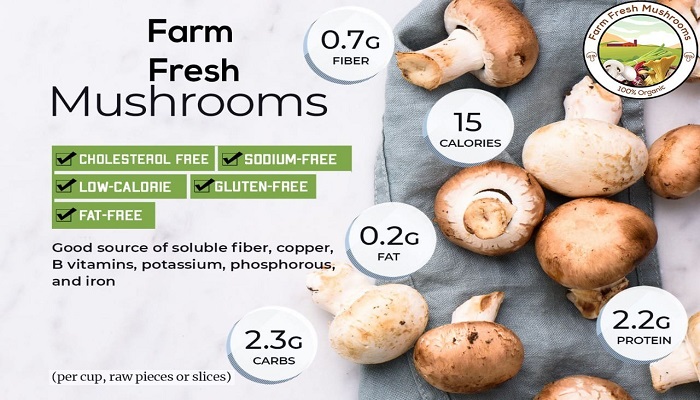 Farm
Fresh
Mushrooms
0.7G
FIBER
Farm Fresh Mushrooms
100% Organic
15
CALORIES
CHOLESTEROL FREE
SODIUM-FREE
LOW-CALORIE
GLUTEN-FREE
FAT-FREE
Good source of soluble fiber, copper,
B vitamins, potassium, phosphorous,
and iron
0.2G
FAT
2.3G
CARBS
2.2G
PROTEIN
(per cup, raw pieces or slices)